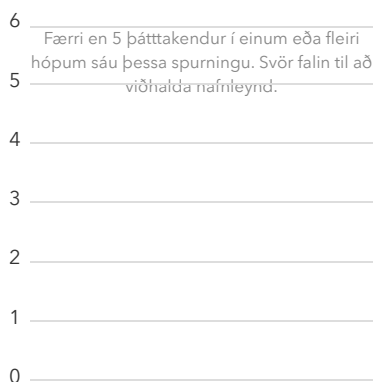 6
Færri en 5 þátttakendur í einum eða fleiri
hópum sáu þessa spurningu. Svör falin til að
5
viðhalda nafnleynd.
4
3
2
1
0